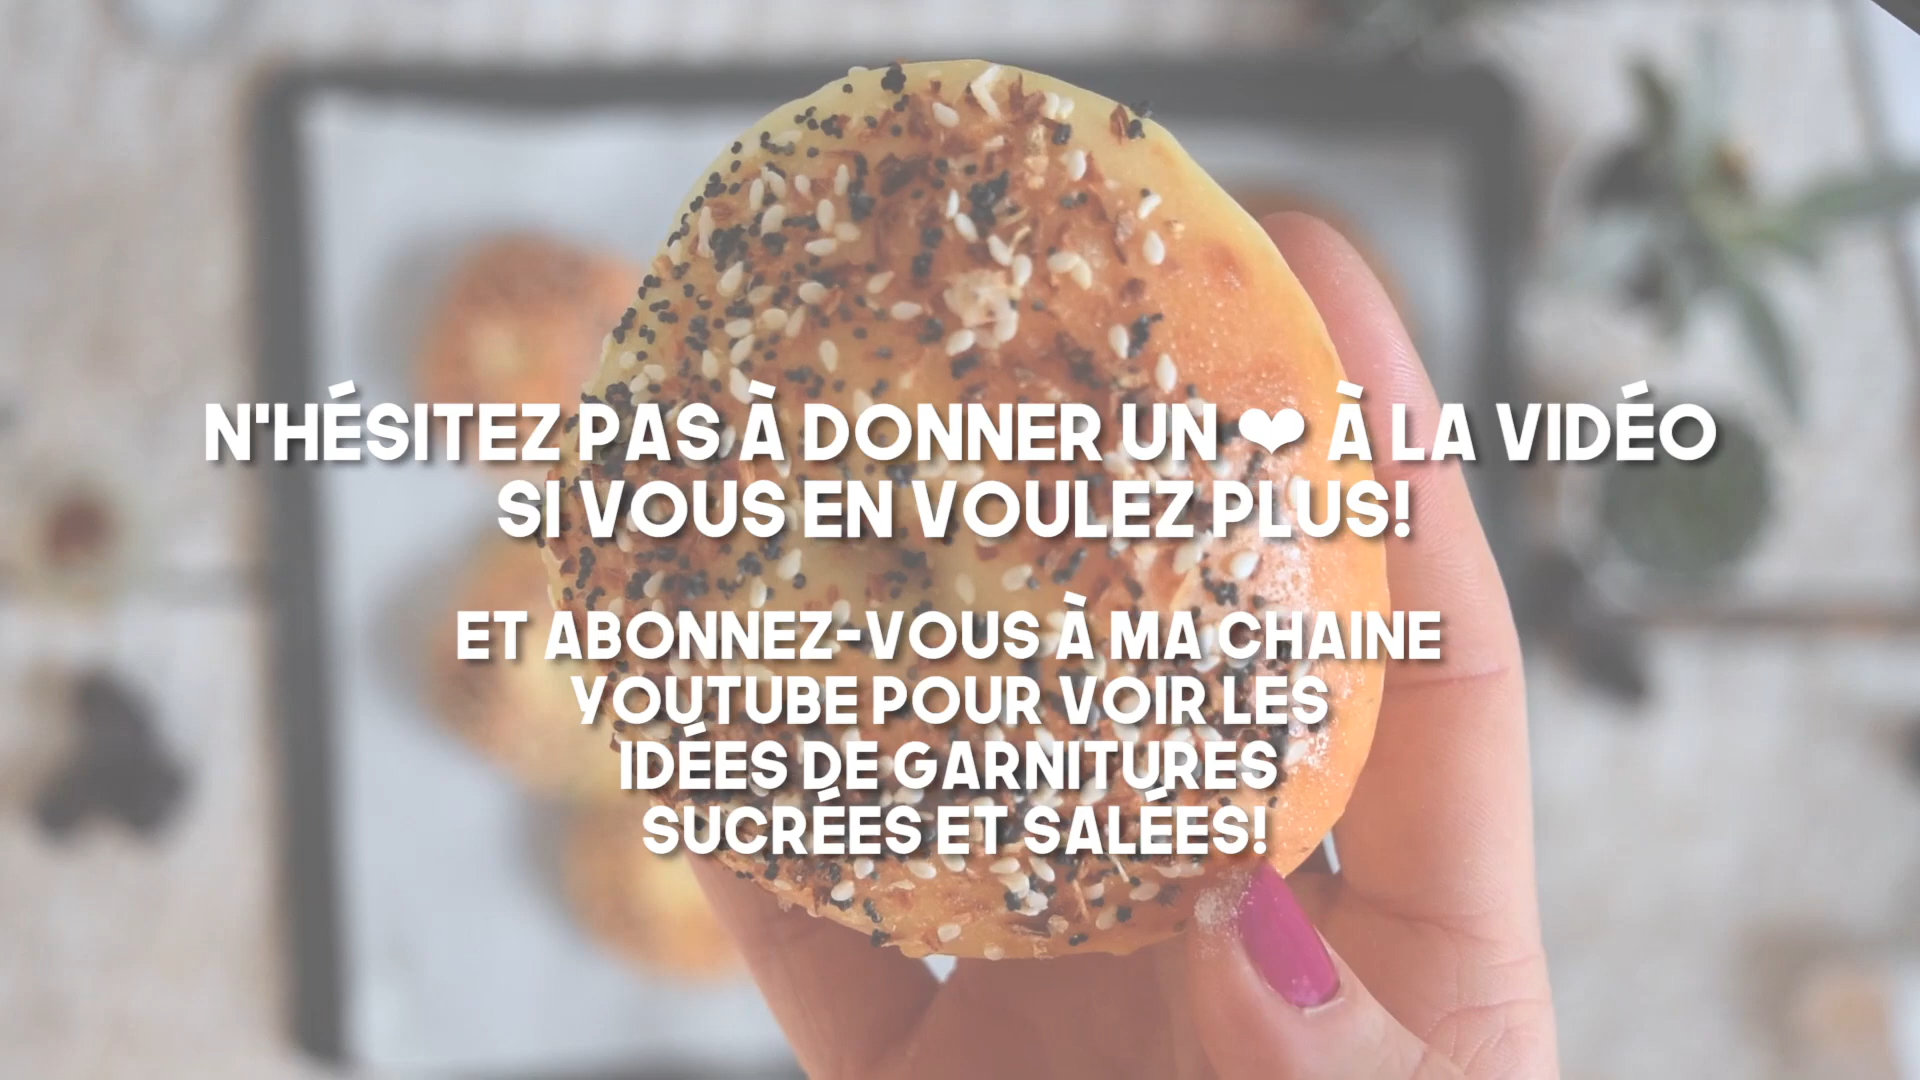 N'HÉSITEZ PAS À DONNER UN ❤ À LA VIDÉO
SI VOUS EN VOULEZ PLUS!
ET ABONNEZ-VOUS À MA CHAINE
YOUTUBE POUR VOIR LES
IDÉES DE GARNITURES
SUCRÉES ET SALÉES!